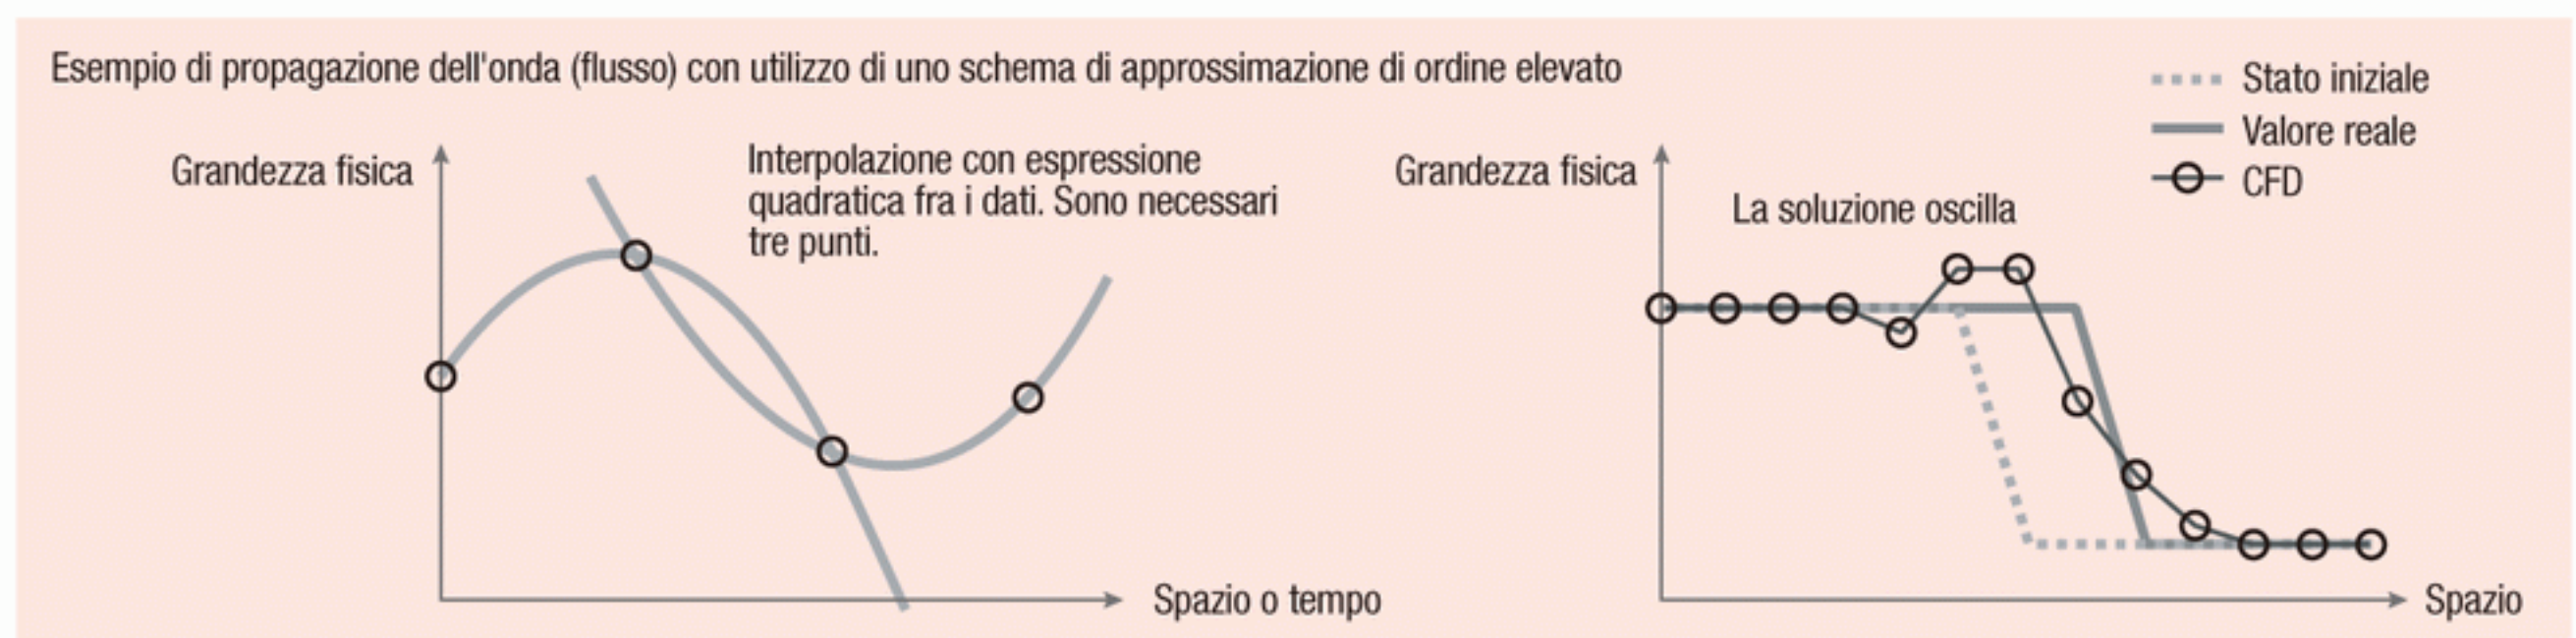 Esempio di propagazione dell'onda (flusso) con utilizzo di uno schema di approssimazione di ordine elevato
Grandezza fisica
Interpolazione con espressione
quadratica fra i dati. Sono necessari
tre punti.
Spazio o tempo
Stato iniziale
Valore reale
CFD
Grandezza fisica
La soluzione oscilla
Spazio